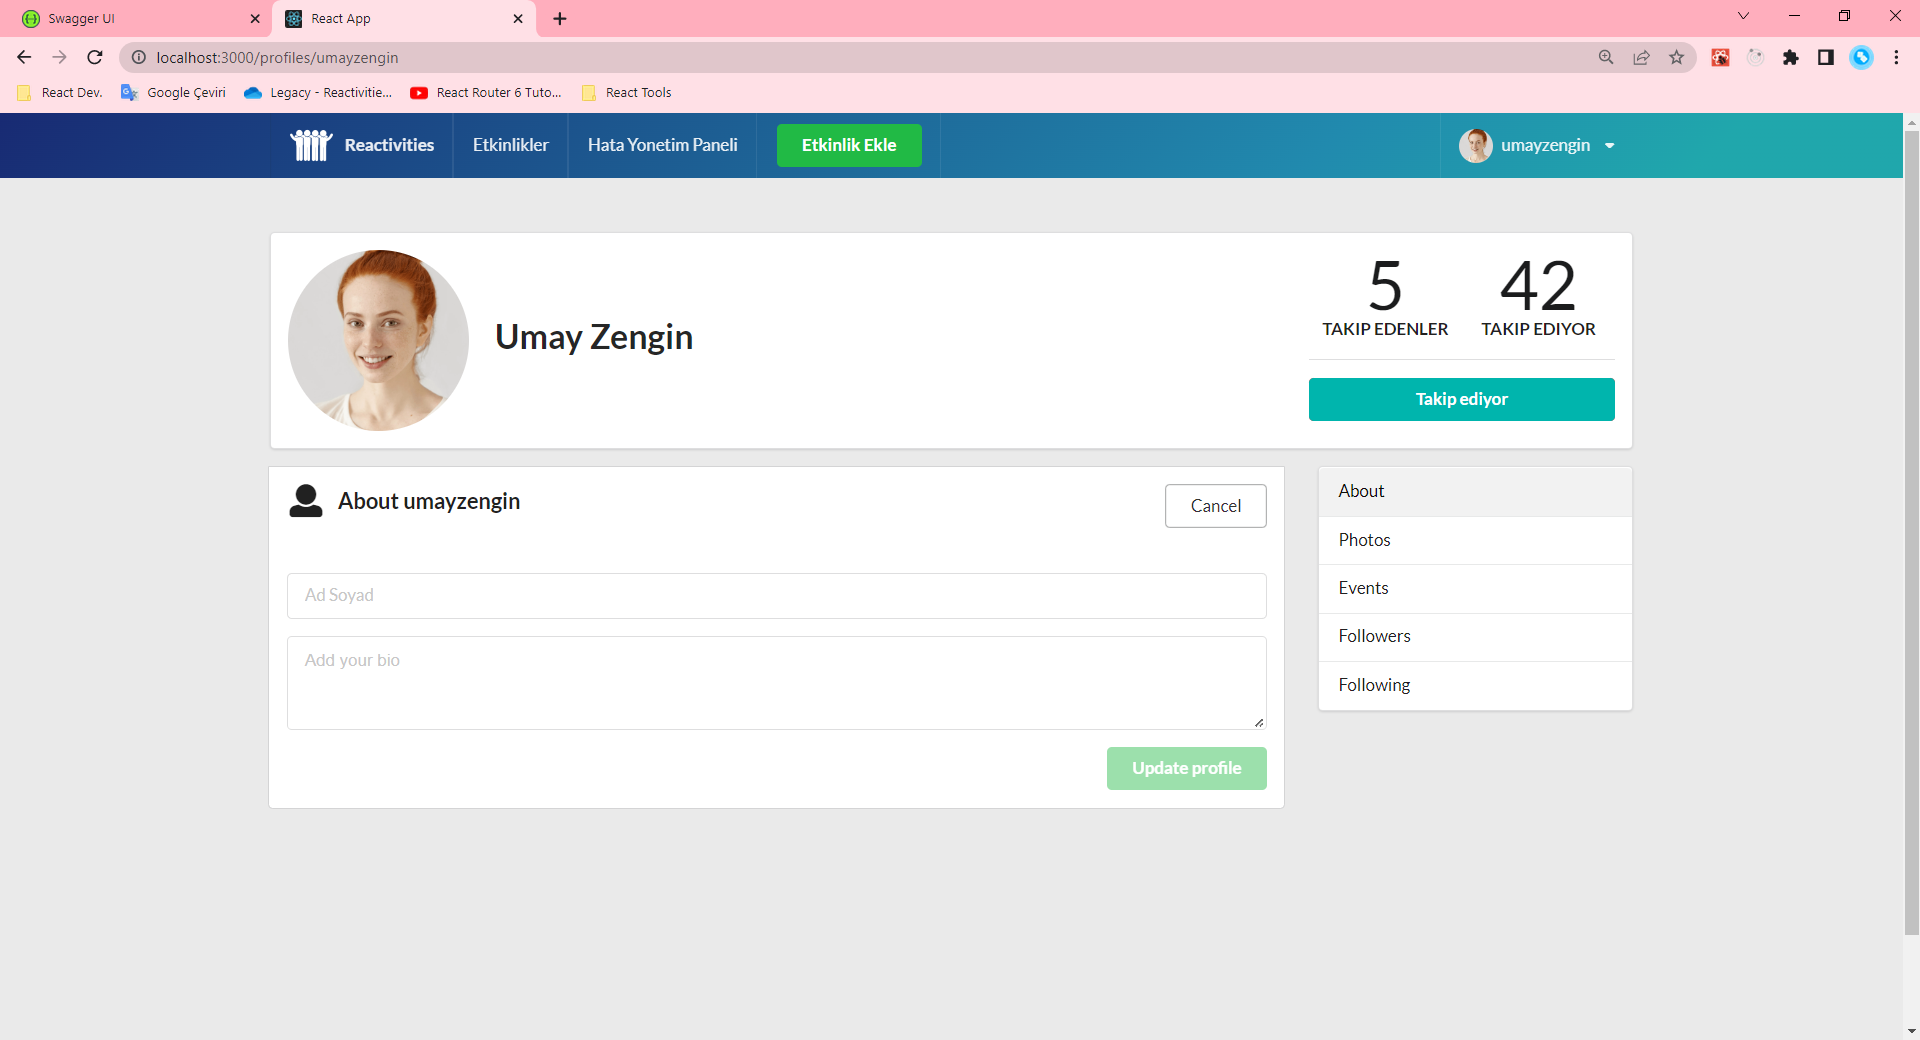 Swagger UI
React App
localhost:3000/profiles/umayzengin
React Dev.
Google Çeviri
Legacy - Reactivitie...
React Router 6 Tuto...
React Tools
Reactivities
Etkinlikler
Hata Yonetim Paneli
Etkinlik Ekle
umayzengin
Umay Zengin
5
TAKIP EDENLER
42
TAKIP EDIYOR
Takip ediyor
About umayzengin
Cancel
Ad Soyad
Add your bio
Update profile
About
Photos
Events
Followers
Following